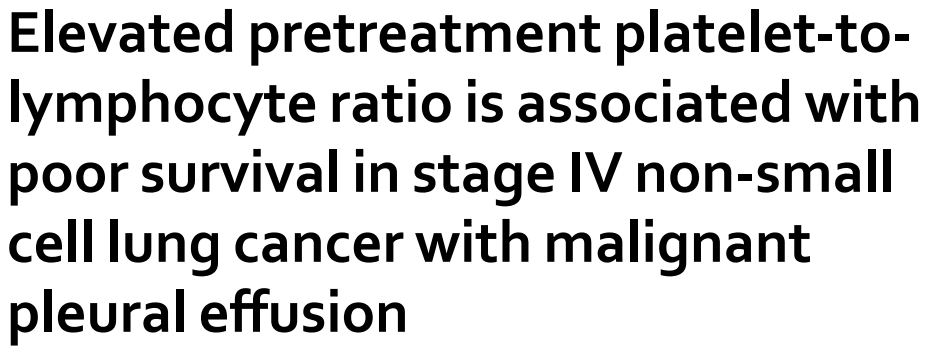 Elevated pretreatment platelet-to-
lymphocyte ratio is associated with
poor survival in stage IV non-small
cell lung cancer with malignant
pleural effusion